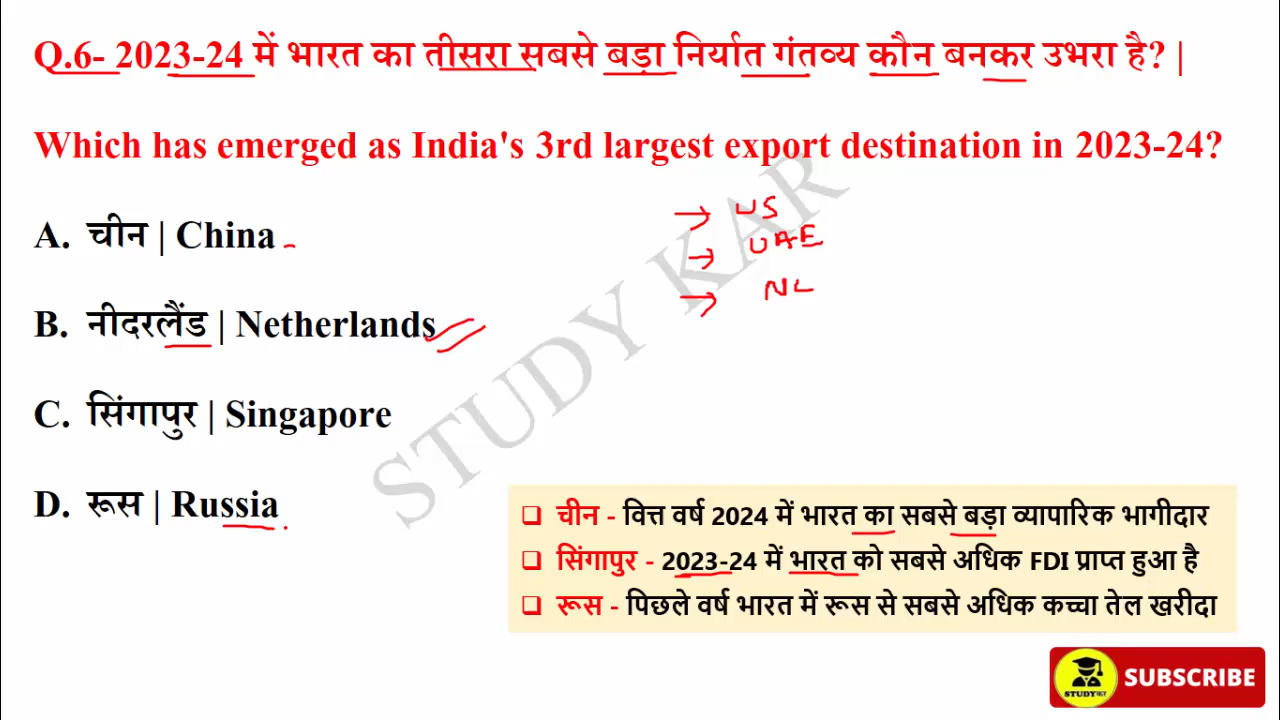 Q.6- 2023-24 में भारत का तीसरा सबसे बड़ा निर्यात गंतव्य कौन बनकर उभरा है? |
Which has emerged as India's 3rd largest export destination in 2023-24?
A. चीन | China
→ US
→ UAE
→ NL
B. नीदरलैंड | Netherlands
C. सिंगापुर | Singapore
D. रूस | Russia
STUDY KAR
❑ चीन - वित्त वर्ष 2024 में भारत का सबसे बड़ा व्यापारिक भागीदार
❑ सिंगापुर - 2023-24 में भारत को सबसे अधिक FDI प्राप्त हुआ है
❑ रूस - पिछले वर्ष भारत में रूस से सबसे अधिक कच्चा तेल खरीदा
STUDYकर
SUBSCRIBE